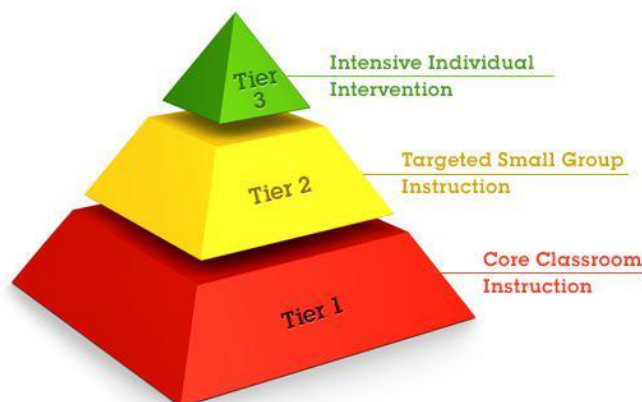 Tier
3
Intensive Individual
Intervention
Tier 2
Targeted Small Group
Instruction
Tier 1
Core Classroom
Instruction